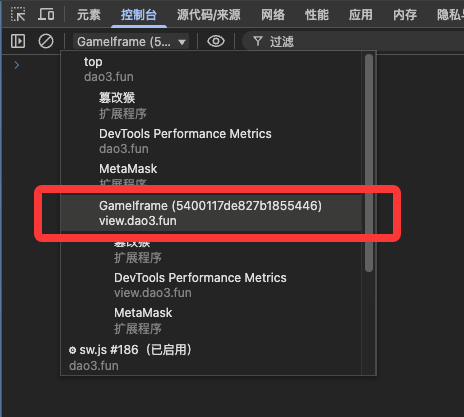 元素 控制台 源代码/来源 网络 性能 应用 内存 隐私
GameIframe (5... 过滤
top
dao3.fun
篡改猴
扩展程序
DevTools Performance Metrics
dao3.fun
MetaMask
扩展程序
GameIframe (5400117de827b1855446)
view.dao3.fun
篡改猴
扩展程序
DevTools Performance Metrics
view.dao3.fun
MetaMask
扩展程序
sw.js #186（已启用）
dao3.fun